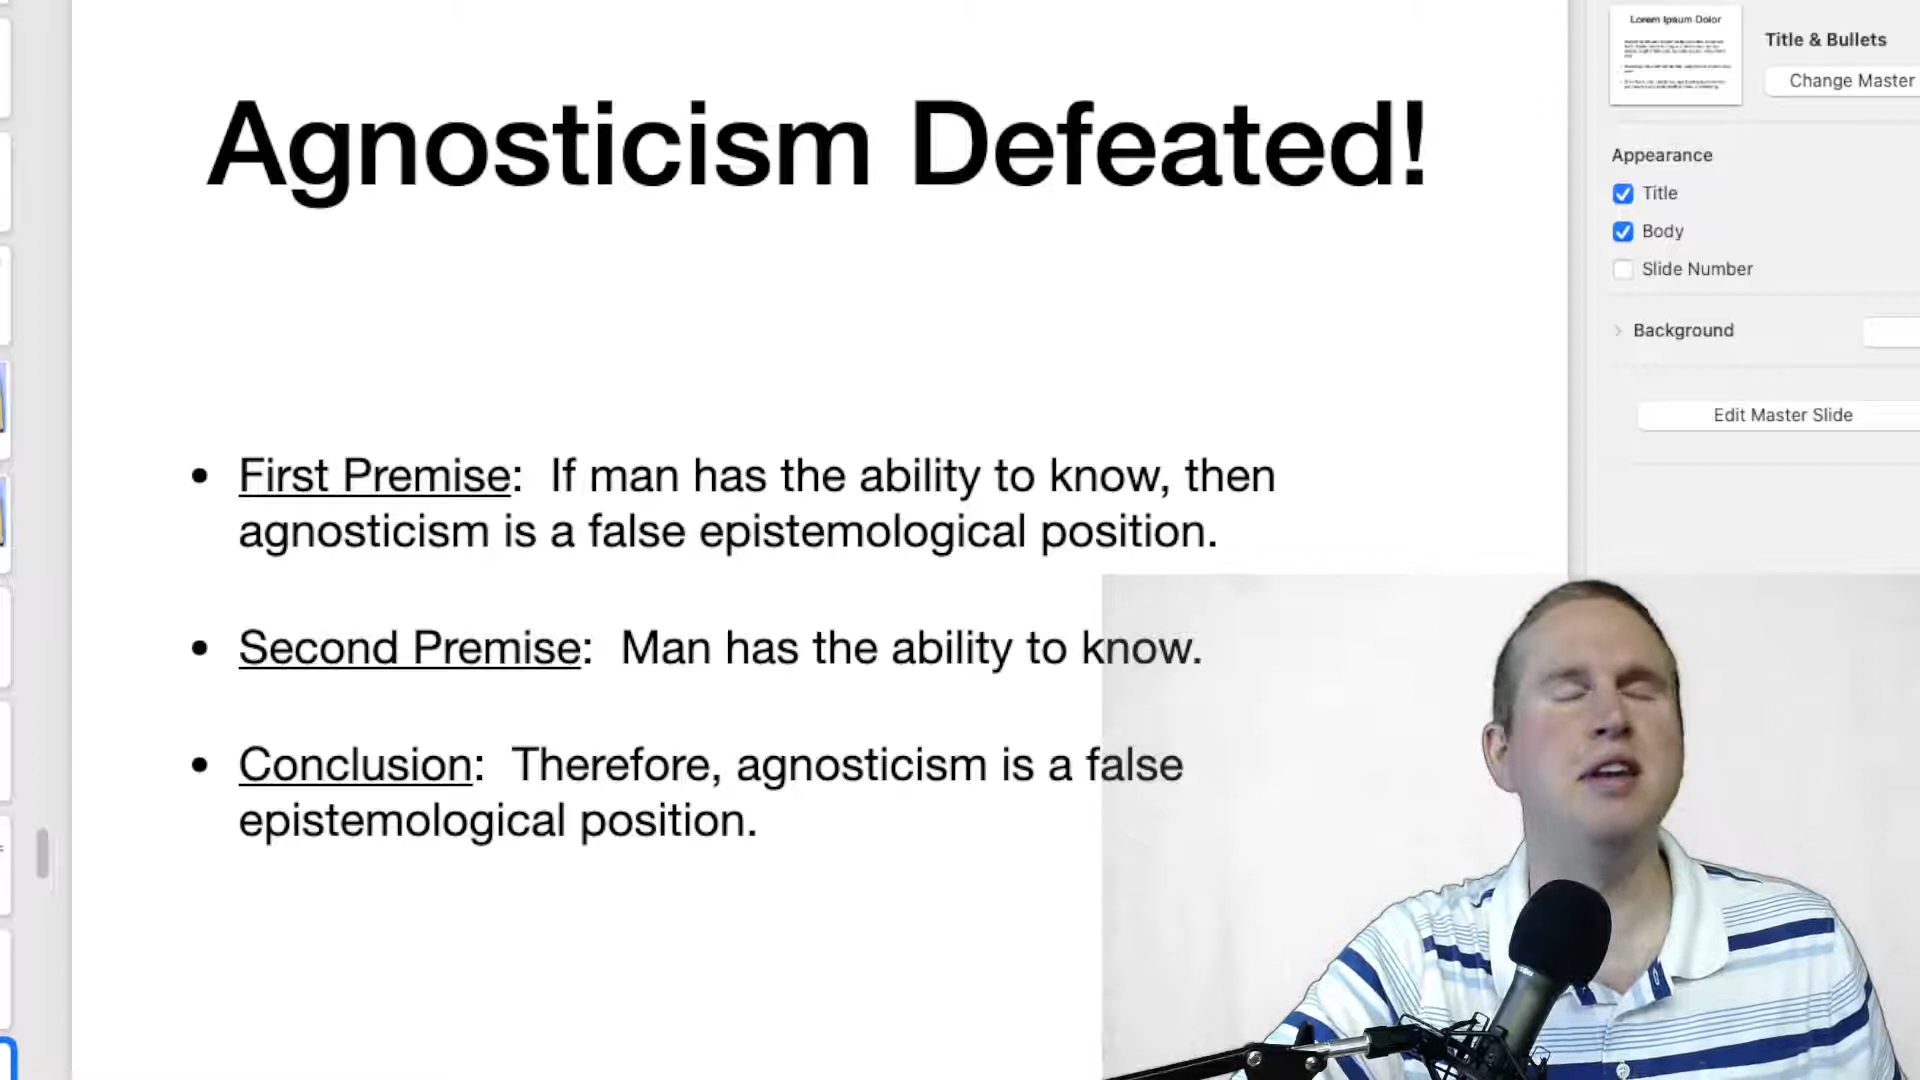 Agnosticism Defeated!
• First Premise: If man has the ability to know, then
agnosticism is a false epistemological position.
• Second Premise: Man has the ability to know.
• Conclusion: Therefore, agnosticism is a false
epistemological position.
Lorem Ipsum Dolor
Title & Bullets
Change Master
Appearance
Title
Body
Slide Number
Background
Edit Master Slide